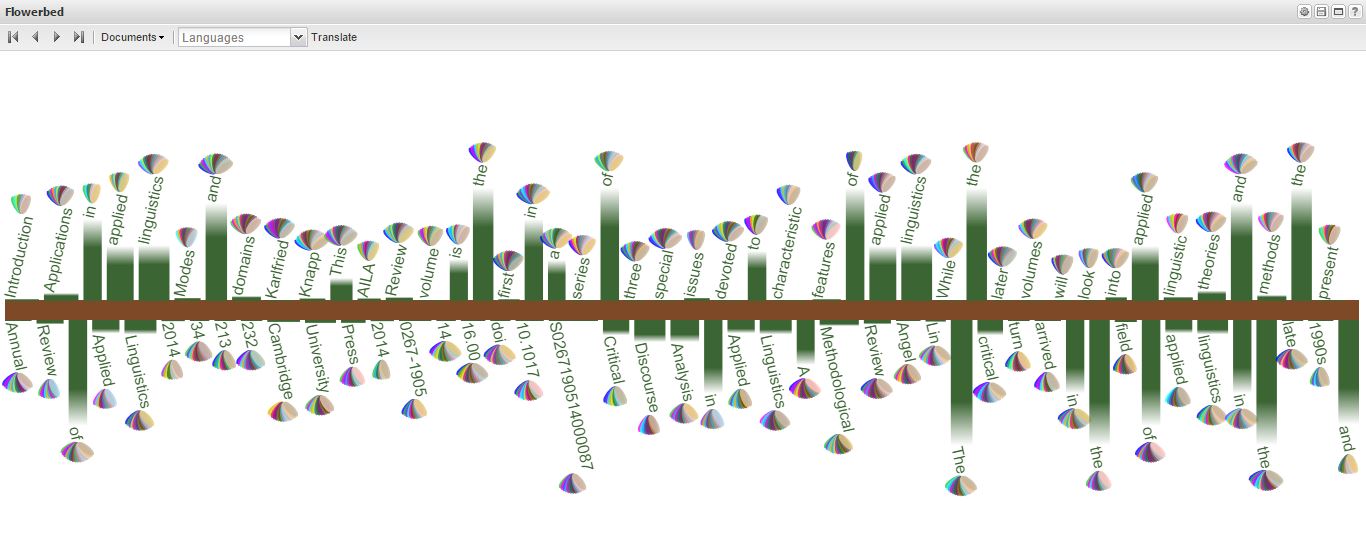 Flowerbed
Documents Languages Translate
Introduction Applications in applied linguistics Modes and domains Karlfried Knapp This AILA Review volume is the first in a series of three special issues devoted to characteristic features of applied linguistics While the later volumes will look into applied linguistic theories and methods the present
Annual Review of Applied Linguistics 2014 34 213 232 Cambridge University Press 2014 0267-1905 14 16.00 doi 10.1017 S0267190514000087 Critical Discourse Analysis in Applied Linguistics A Methodological Review Angel Lin The critical turn arrived in the field of applied linguistics in the late 1990s and